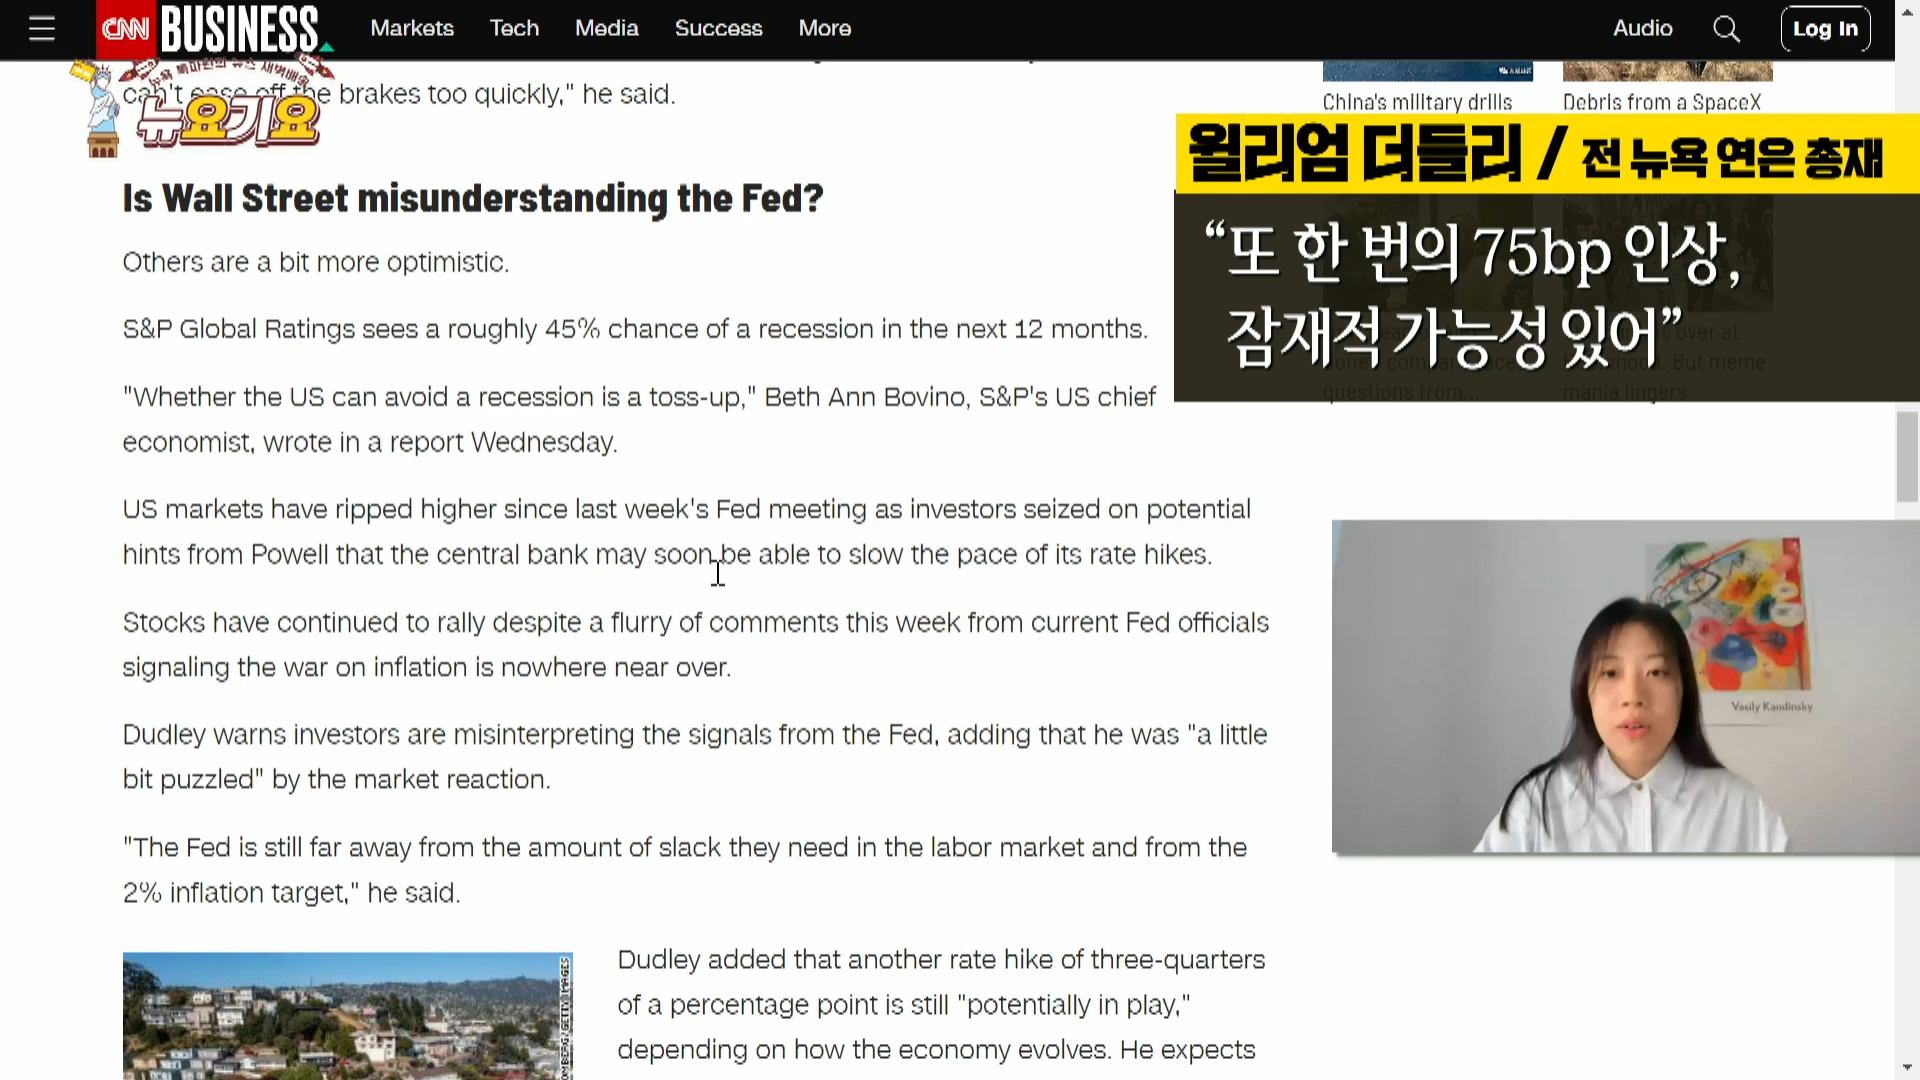 CNN BUSINESS
Markets
Tech
Media
Success
More
Audio
Log In
뉴요기요
can't ease off the brakes too quickly," he said.
China's military drills
Debris from a SpaceX
윌리엄 더들리 / 전 뉴욕 연은 총재
“또 한 번의 75bp 인상,
잠재적 가능성 있어”
over at
But meme
questions from...
mania lingers
Is Wall Street misunderstanding the Fed?
Others are a bit more optimistic.
S&P Global Ratings sees a roughly 45% chance of a recession in the next 12 months.
"Whether the US can avoid a recession is a toss-up," Beth Ann Bovino, S&P's US chief
economist, wrote in a report Wednesday.
US markets have ripped higher since last week's Fed meeting as investors seized on potential
hints from Powell that the central bank may soon be able to slow the pace of its rate hikes.
Stocks have continued to rally despite a flurry of comments this week from current Fed officials
signaling the war on inflation is nowhere near over.
Dudley warns investors are misinterpreting the signals from the Fed, adding that he was "a little
bit puzzled" by the market reaction.
"The Fed is still far away from the amount of slack they need in the labor market and from the
2% inflation target," he said.
Dudley added that another rate hike of three-quarters
of a percentage point is still "potentially in play,"
depending on how the economy evolves. He expects
Vasily Kandinsky
GETTY IMAGES